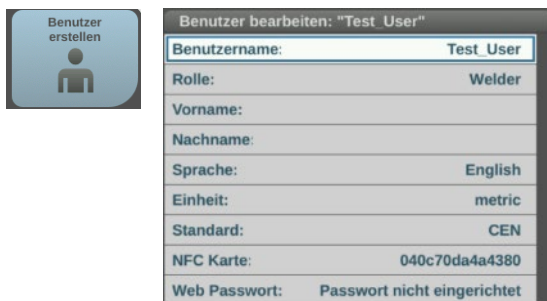 Benutzer
erstellen
Benutzer bearbeiten: "Test_User"
Benutzername: Test_User
Rolle: Welder
Vorname:
Nachname:
Sprache: English
Einheit: metric
Standard: CEN
NFC Karte: 040c70da4a4380
Web Passwort: Passwort nicht eingerichtet